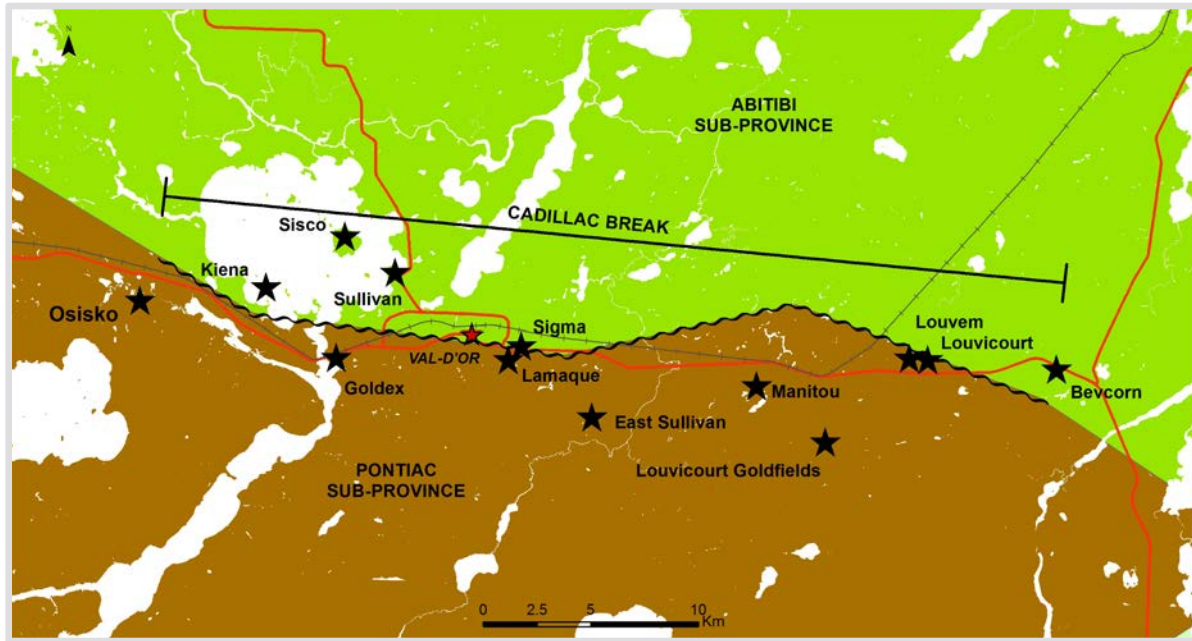 N
ABITIBI
SUB-PROVINCE
CADILLAC BREAK
Sisco
Kiena
Sullivan
Osisko
Sigma
Louvem
Louvicourt
VAL-D'OR
Goldex
Lamaque
Manitou
Bevcorn
East Sullivan
Louvicourt Goldfields
PONTIAC
SUB-PROVINCE
0 2.5 5 10
Km